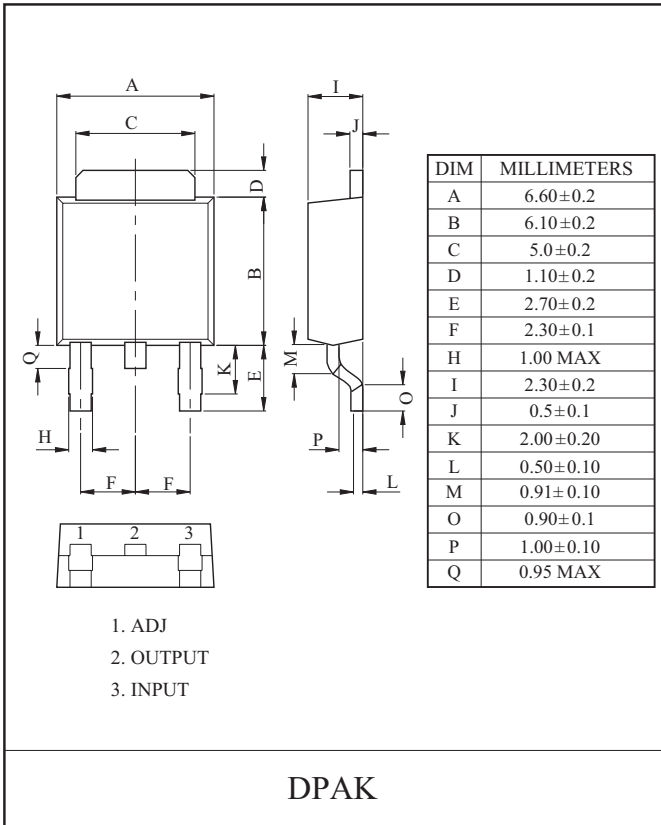 A
C
D
B
Q
K
E
H
F F
I
J
M
O
P
L
1 2 3
1. ADJ
2. OUTPUT
3. INPUT
DIM MILLIMETERS
A 6.60±0.2
B 6.10±0.2
C 5.0±0.2
D 1.10±0.2
E 2.70±0.2
F 2.30±0.1
H 1.00 MAX
I 2.30±0.2
J 0.5±0.1
K 2.00±0.20
L 0.50±0.10
M 0.91±0.10
O 0.90±0.1
P 1.00±0.10
Q 0.95 MAX
DPAK